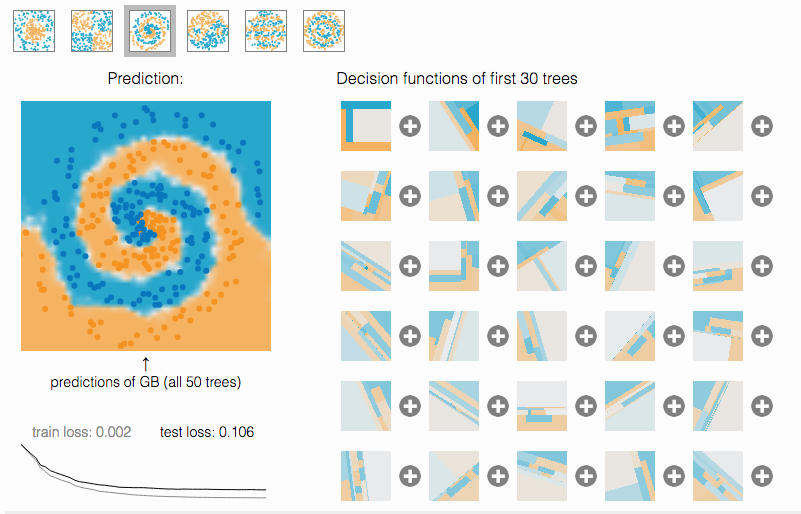 Prediction:
Decision functions of first 30 trees
predictions of GB (all 50 trees)
train loss: 0.002
test loss: 0.106